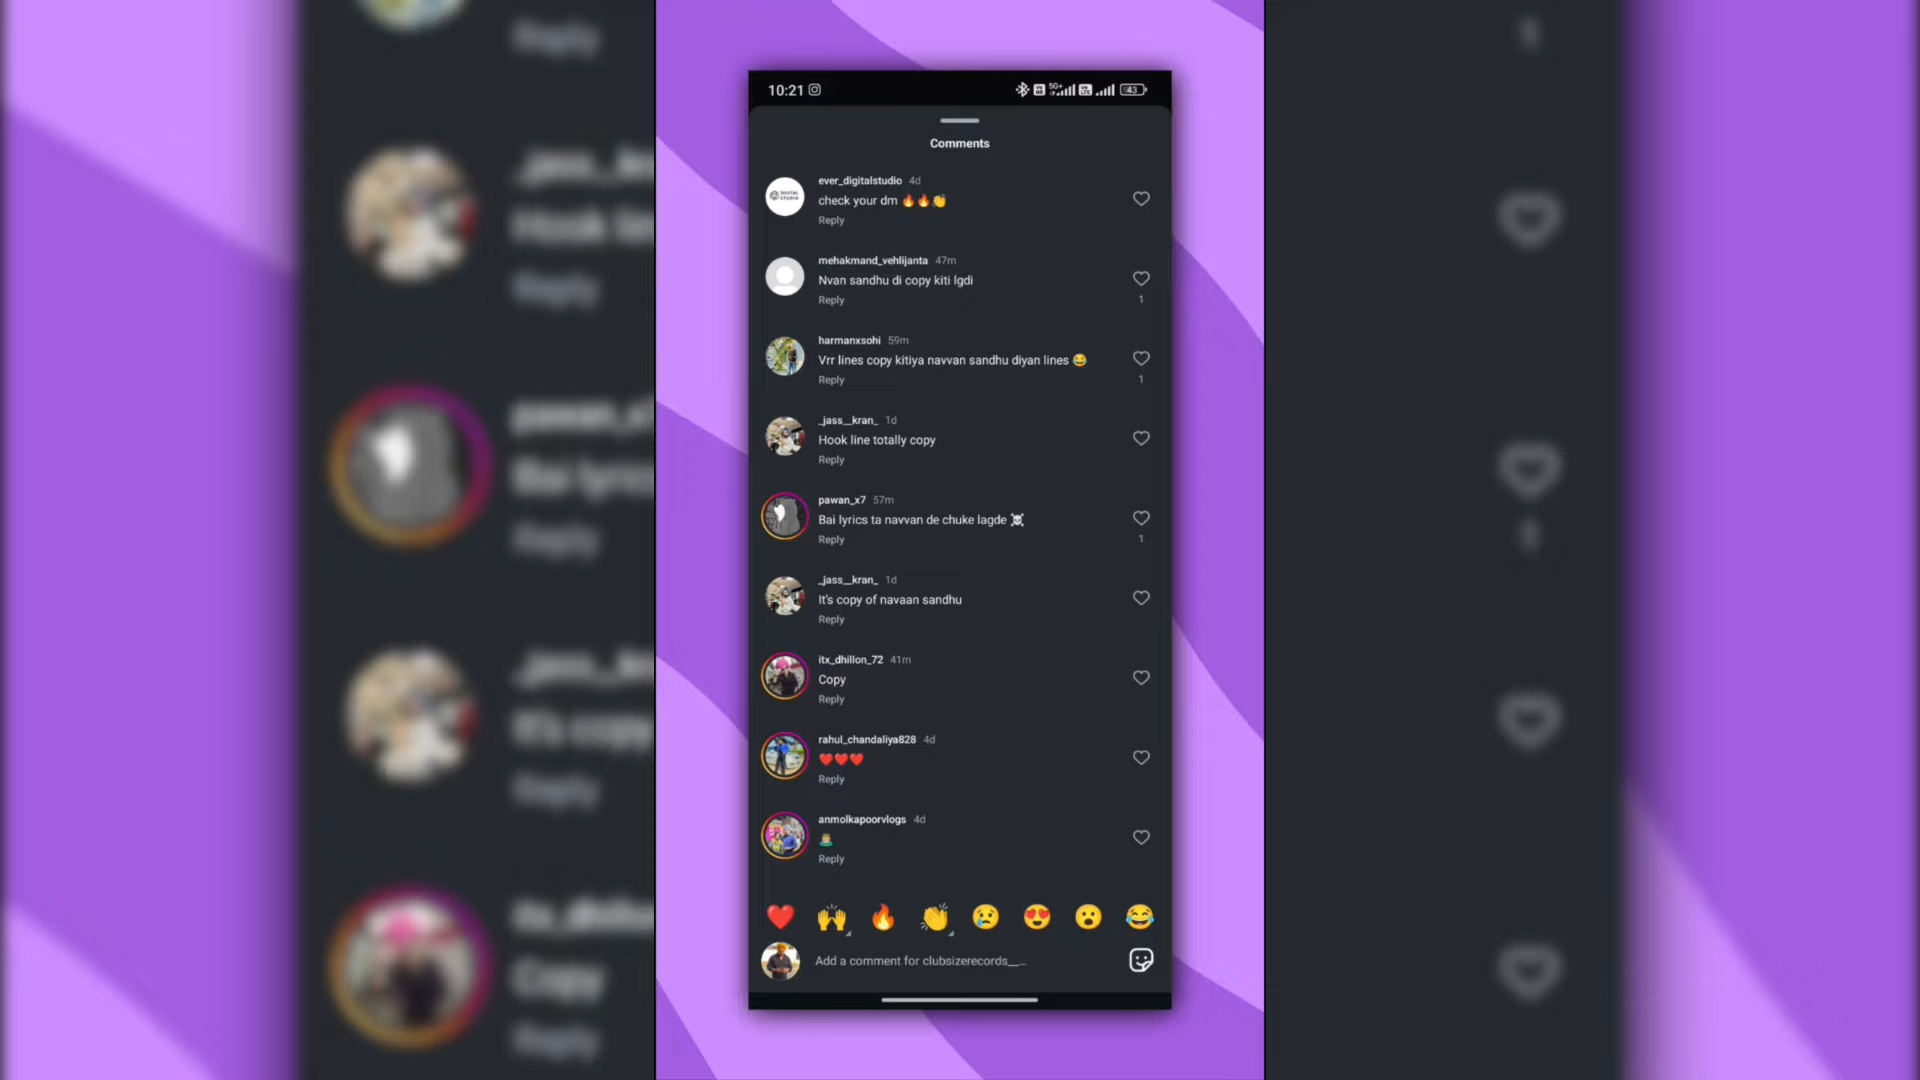 10:21
5G+
43
Comments
ever_digitalstudio 4d
check your dm 🔥🔥👏
Reply
mehakmand_vehlijanta 47m
Nvan sandhu di copy kiti lgdi
Reply
1
harmanxsohi 59m
Vrr lines copy kitiya navvan sandhu diyan lines 😂
Reply
1
_jass__kran_ 1d
Hook line totally copy
Reply
pawan_x7 57m
Bai lyrics ta navvan de chuke lagde ☠️
Reply
1
_jass__kran_ 1d
It's copy of navaan sandhu
Reply
itx_dhillon_72 41m
Copy
Reply
rahul_chandaliya828 4d
❤️❤️❤️
Reply
anmolkapoorvlogs 4d
Reply
Add a comment for clubsizerecords__...